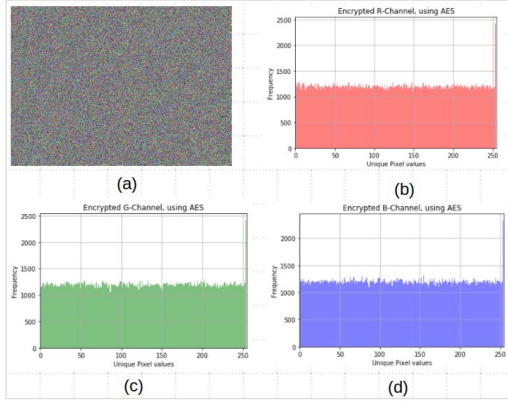 Encrypted R-Channel, using AES
2500
2000
1500
1000
500
0
Frequency
0 50 100 150 200 250
Unique Pixel values
(a)
(b)
Encrypted G-Channel, using AES
2500
2000
1500
1000
500
0
Frequency
0 50 100 150 200 250
Unique Pixel values
(c)
Encrypted B-Channel, using AES
2000
1500
1000
500
0
Frequency
0 50 100 150 200 250
Unique Pixel values
(d)